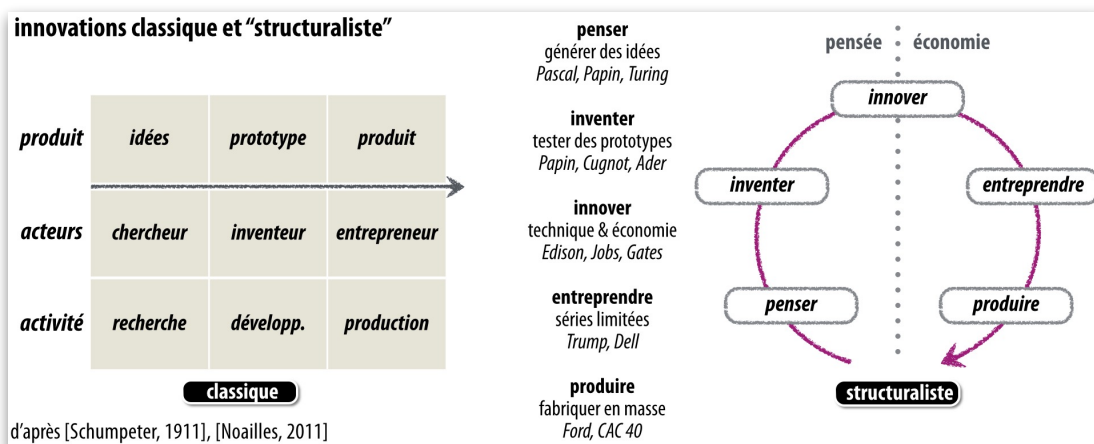 innovations classique et “structuraliste”
produit
idées
prototype
produit
acteurs
chercheur
inventeur
entrepreneur
activité
recherche
développ.
production
classique
d’après [Schumpeter, 1911], [Noailles, 2011]
penser
générer des idées
Pascal, Papin, Turing
inventer
tester des prototypes
Papin, Cugnot, Ader
innover
technique & économie
Edison, Jobs, Gates
entreprendre
séries limitées
Trump, Dell
produire
fabriquer en masse
Ford, CAC 40
pensée
économie
innover
inventer
entreprendre
penser
produire
structuraliste